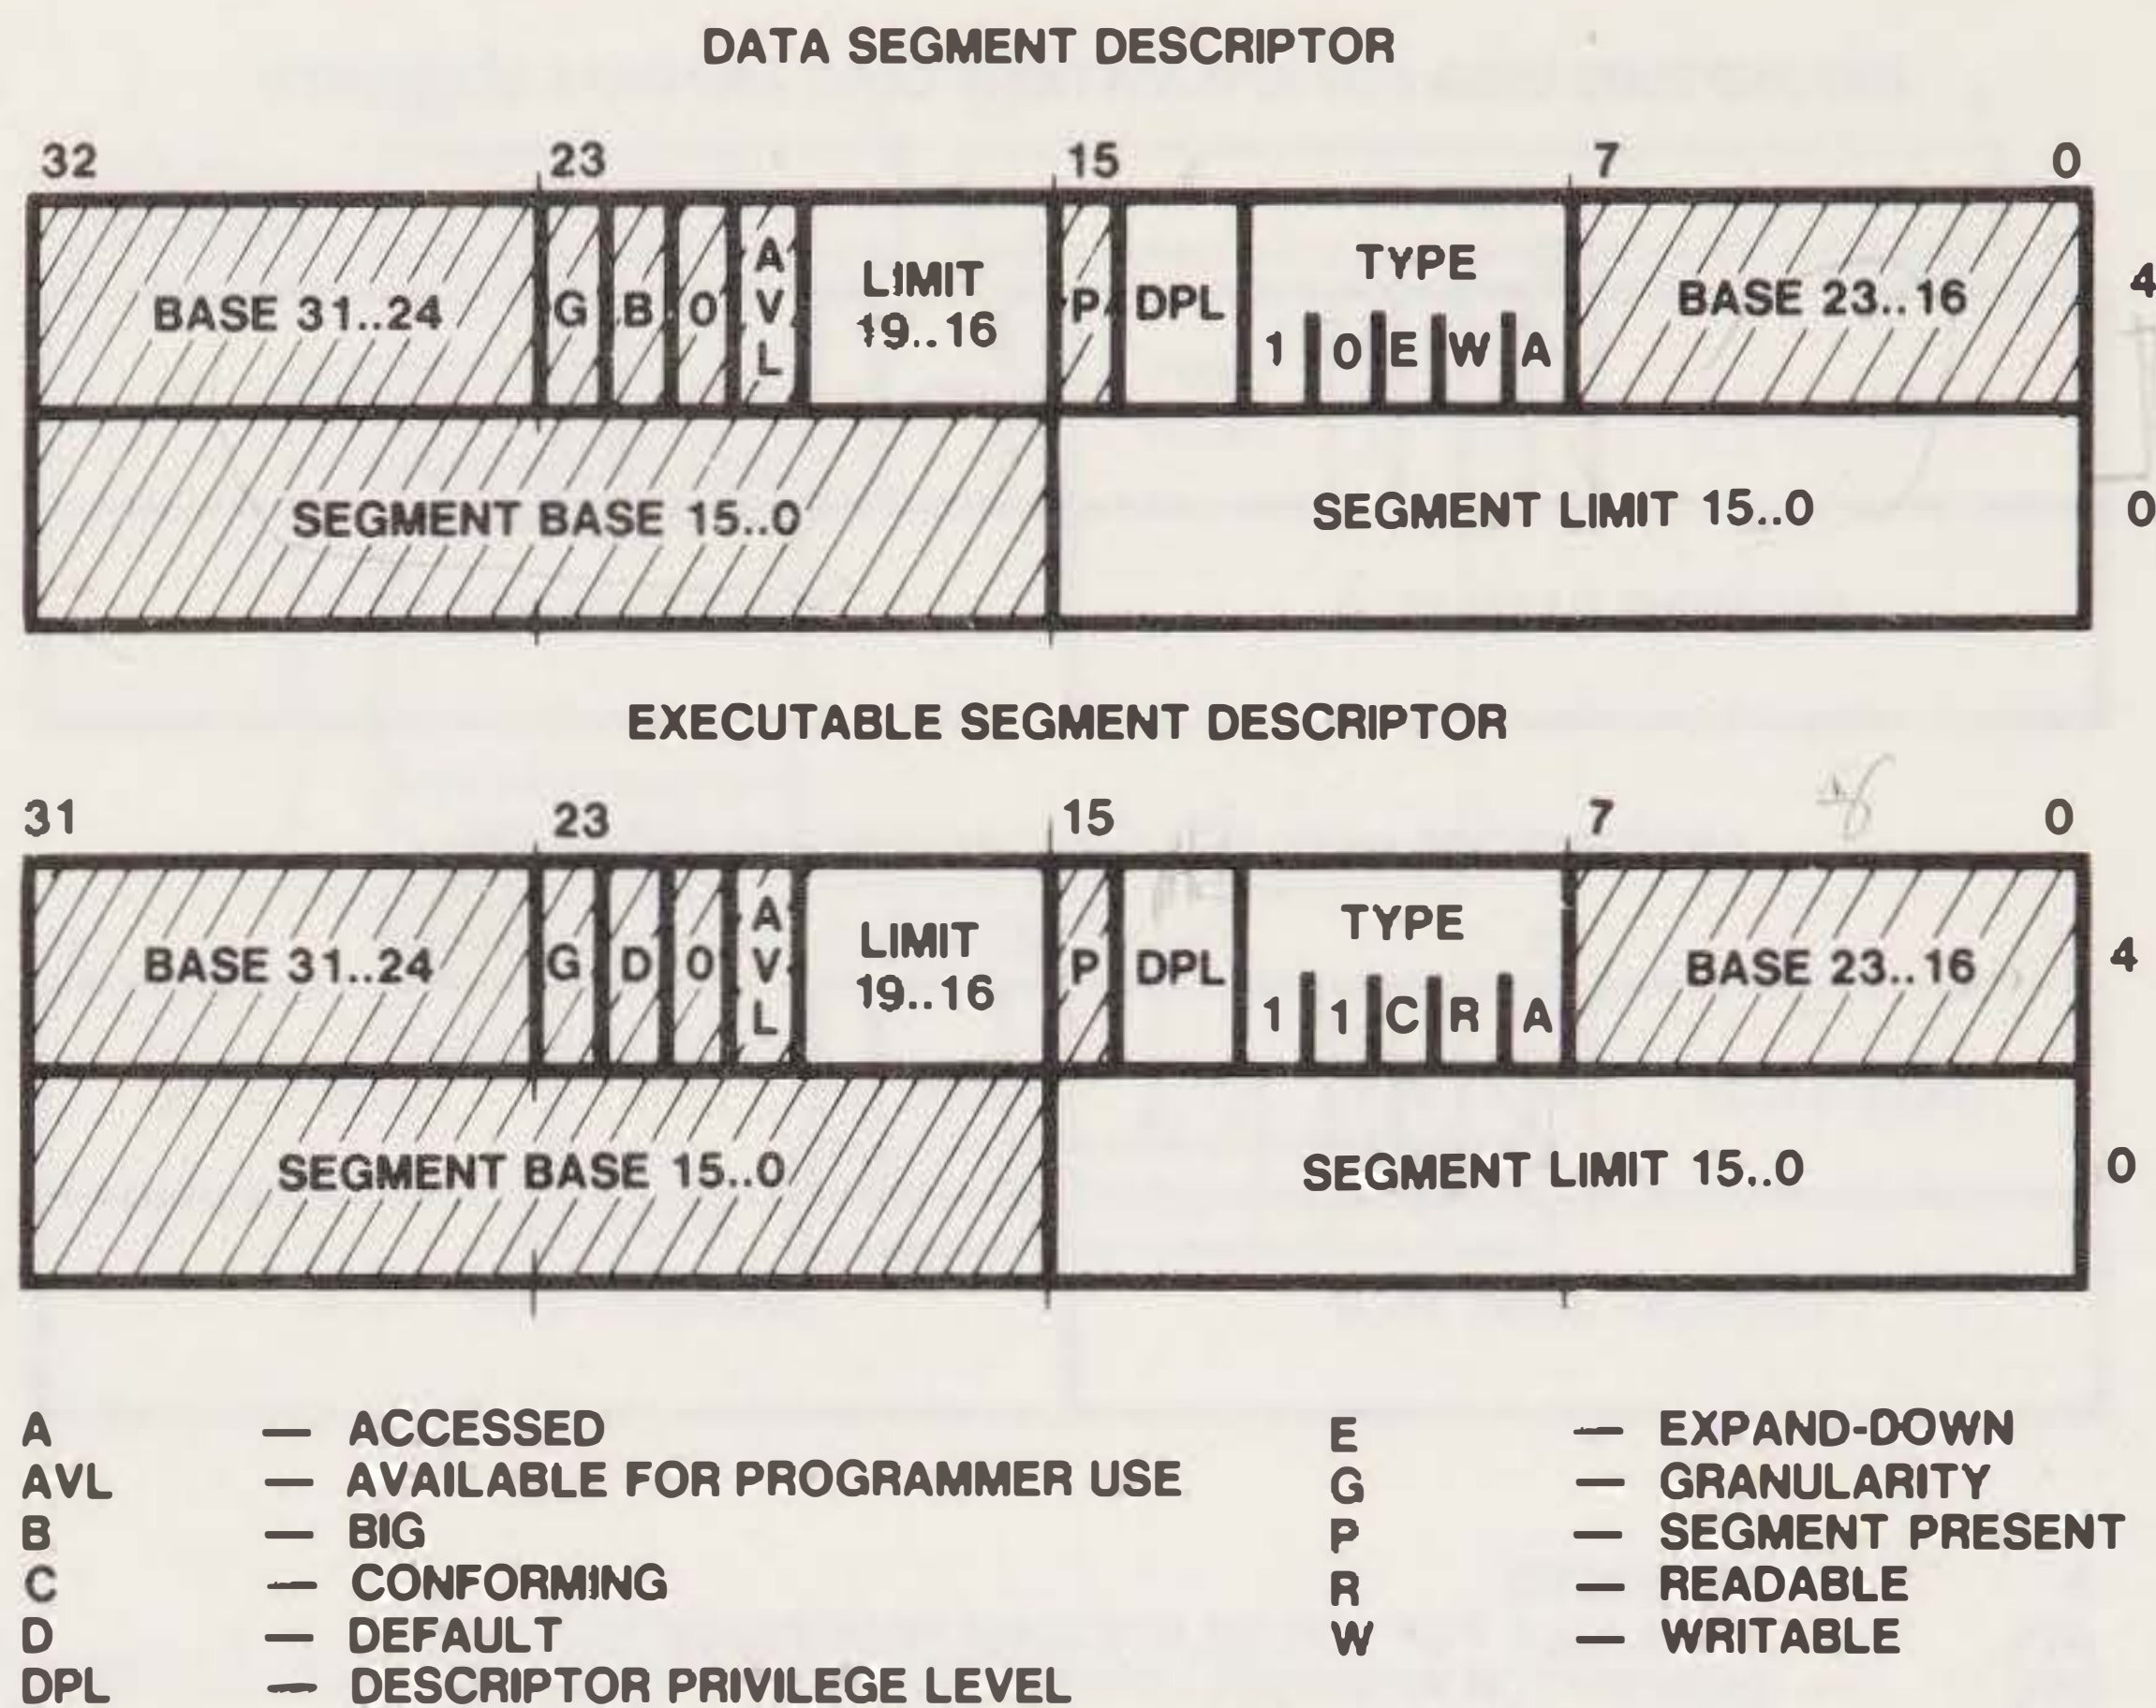 DATA SEGMENT DESCRIPTOR
32 23 15 7 0
BASE 31..24 G B 0 AVL LIMIT 19..16 P DPL TYPE 1 0 E W A BASE 23..16 4
SEGMENT BASE 15..0 SEGMENT LIMIT 15..0 0
EXECUTABLE SEGMENT DESCRIPTOR
31 23 15 7 0
BASE 31..24 G D 0 AVL LIMIT 19..16 P DPL TYPE 1 1 C R A BASE 23..16 4
SEGMENT BASE 15..0 SEGMENT LIMIT 15..0 0
A — ACCESSED
AVL — AVAILABLE FOR PROGRAMMER USE
B — BIG
C — CONFORMING
D — DEFAULT
DPL — DESCRIPTOR PRIVILEGE LEVEL
E — EXPAND-DOWN
G — GRANULARITY
P — SEGMENT PRESENT
R — READABLE
W — WRITABLE